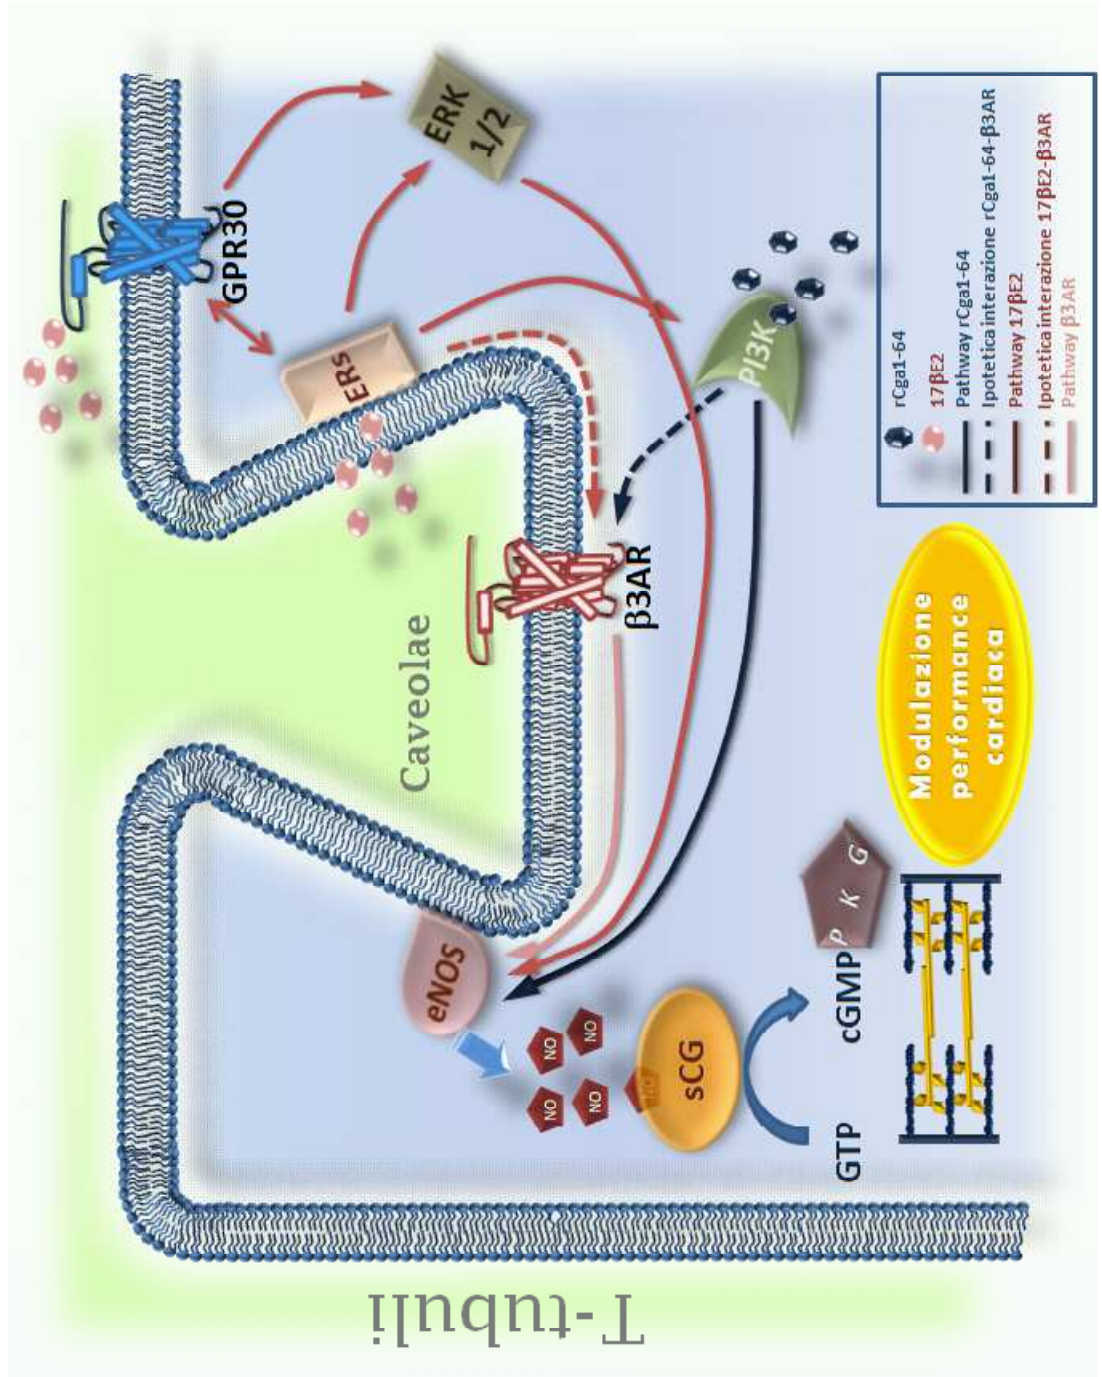 T-tubuli
Caveolae
GPR30
ERs
ERK
1/2
PI3K
β3AR
eNOS
NO
NO
NO
NO
NO
sCG
GTP
cGMP
P K G
Modulazione
performance
cardiaca
rCga1-64
17βE2
Pathway rCga1-64
Ipotetica interazione rCga1-64-β3AR
Pathway 17βE2
Ipotetica interazione 17βE2-β3AR
Pathway β3AR